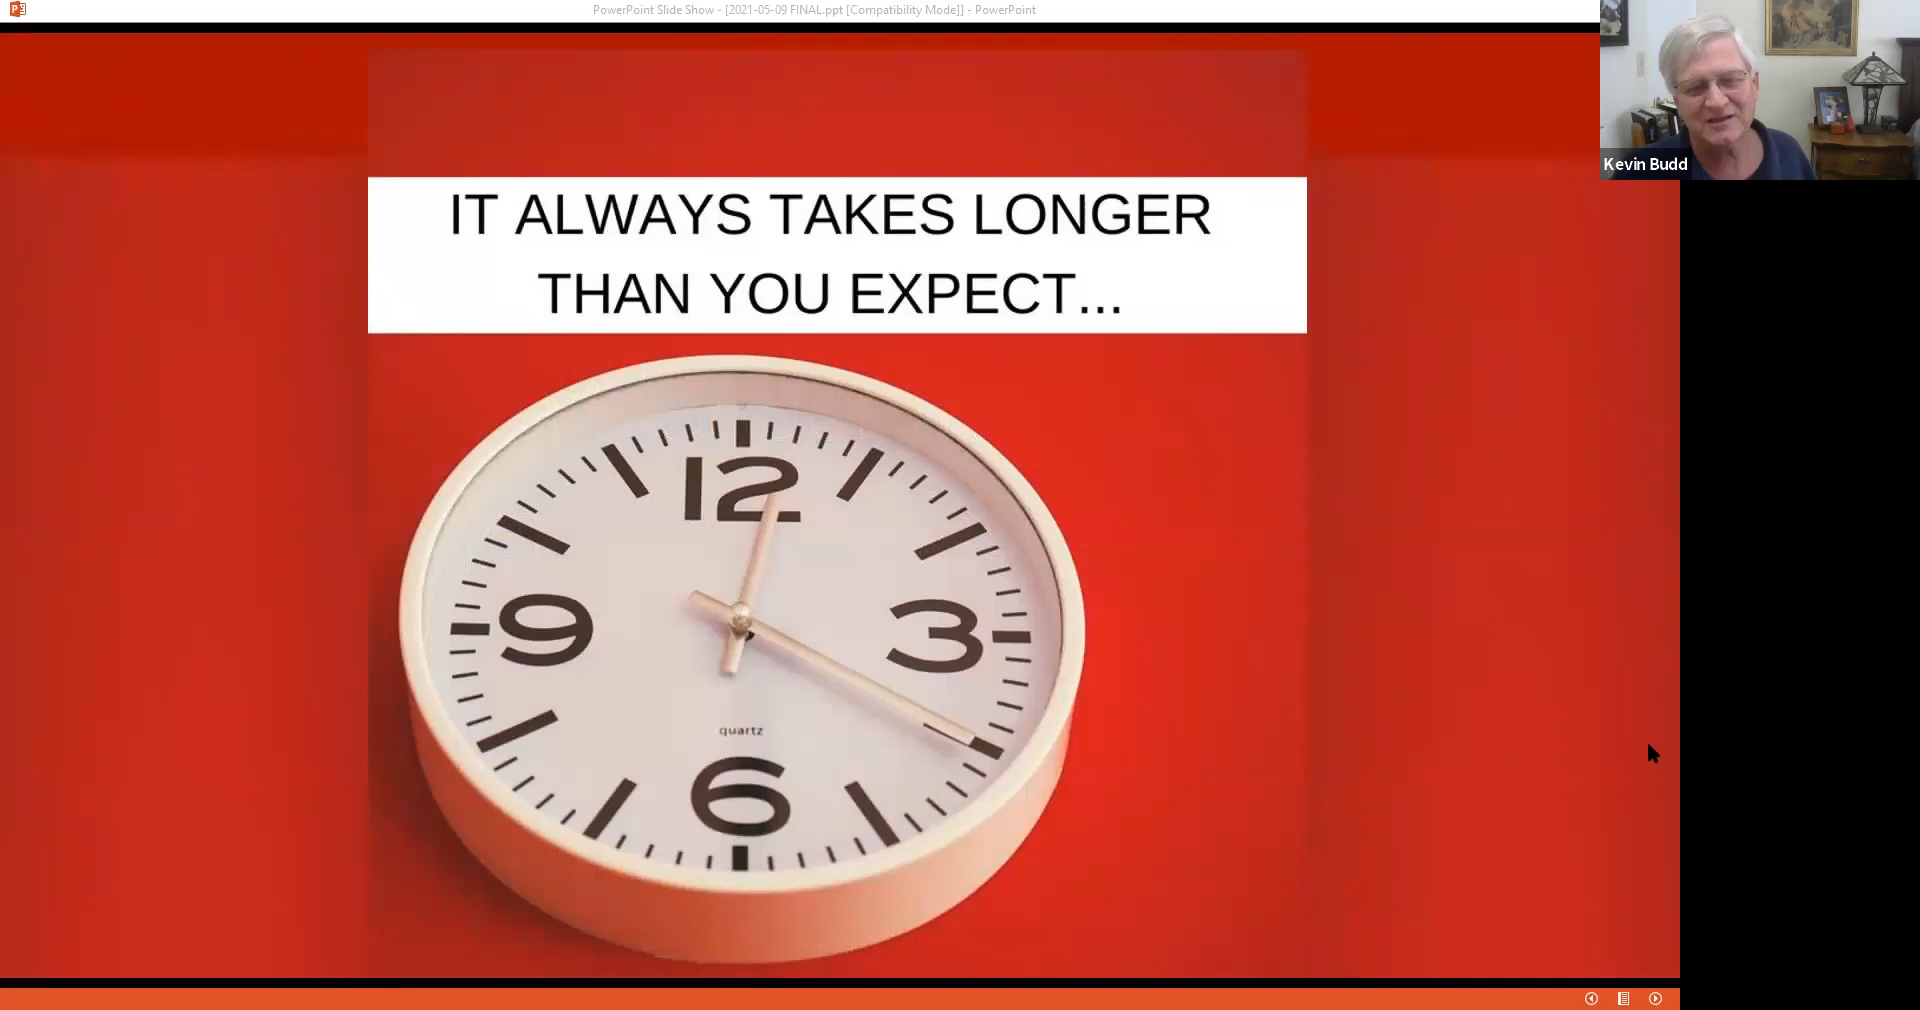 PowerPoint Slide Show - [2021-05-09 FINAL.ppt [Compatibility Mode]] - PowerPoint
Kevin Budd
IT ALWAYS TAKES LONGER
THAN YOU EXPECT...
12
9
3
quartz
6